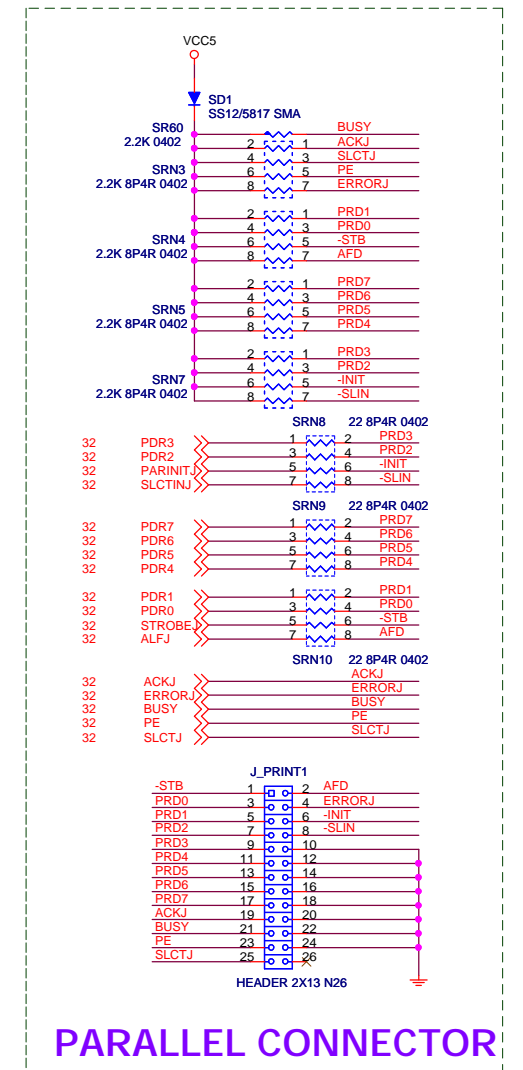 VCC5
SD1
SS12/5817 SMA
SR60
2.2K 0402
BUSY
2 1 ACKJ
4 3 SLCTJ
SRN3
6 5 PE
2.2K 8P4R 0402
8 7 ERRORJ
2 1 PRD1
4 3 PRD0
SRN4
6 5 -STB
2.2K 8P4R 0402
8 7 AFD
2 1 PRD7
4 3 PRD6
SRN5
6 5 PRD5
2.2K 8P4R 0402
8 7 PRD4
2 1 PRD3
4 3 PRD2
SRN7
6 5 -INIT
2.2K 8P4R 0402
8 7 -SLIN
SRN8 22 8P4R 0402
32 PDR3 1 2 PRD3
32 PDR2 3 4 PRD2
32 PARINITJ 5 6 -INIT
32 SLCTINJ 7 8 -SLIN
SRN9 22 8P4R 0402
32 PDR7 1 2 PRD7
32 PDR6 3 4 PRD6
32 PDR5 5 6 PRD5
32 PDR4 7 8 PRD4
32 PDR1 1 2 PRD1
32 PDR0 3 4 PRD0
32 STROBEJ 5 6 -STB
32 ALFJ 7 8 AFD
SRN10 22 8P4R 0402
32 ACKJ ACKJ
32 ERRORJ ERRORJ
32 BUSY BUSY
32 PE PE
32 SLCTJ SLCTJ
J_PRINT1
-STB 1 2 AFD
PRD0 3 4 ERRORJ
PRD1 5 6 -INIT
PRD2 7 8 -SLIN
PRD3 9 10
PRD4 11 12
PRD5 13 14
PRD6 15 16
PRD7 17 18
ACKJ 19 20
BUSY 21 22
PE 23 24
SLCTJ 25 26
HEADER 2X13 N26
PARALLEL CONNECTOR